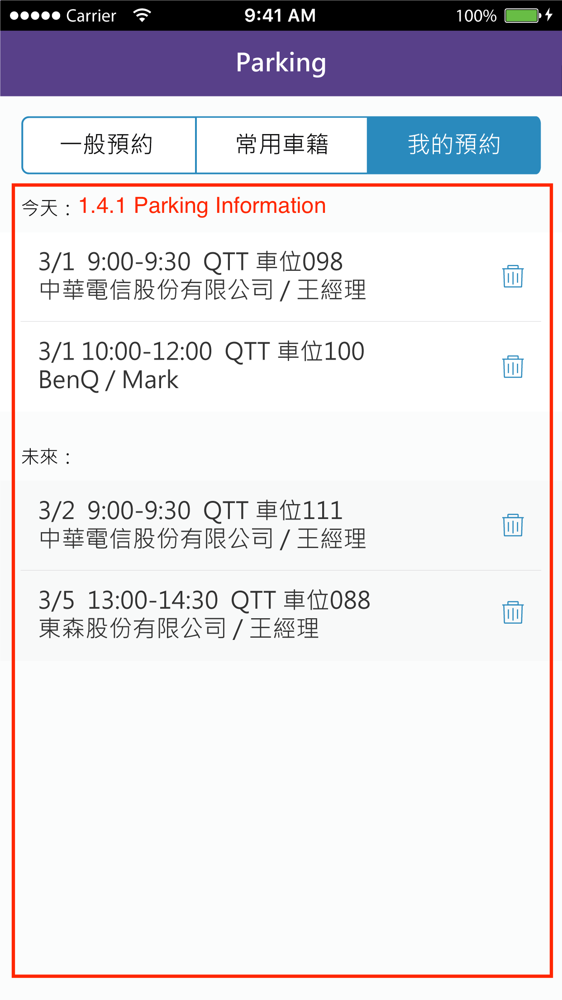 Carrier 9:41 AM 100%
Parking
一般預約 常用車籍 我的預約
今天： 1.4.1 Parking Information
3/1 9:00-9:30 QTT 車位098
中華電信股份有限公司 / 王經理
3/1 10:00-12:00 QTT 車位100
BenQ / Mark
未來：
3/2 9:00-9:30 QTT 車位111
中華電信股份有限公司 / 王經理
3/5 13:00-14:30 QTT 車位088
東森股份有限公司 / 王經理